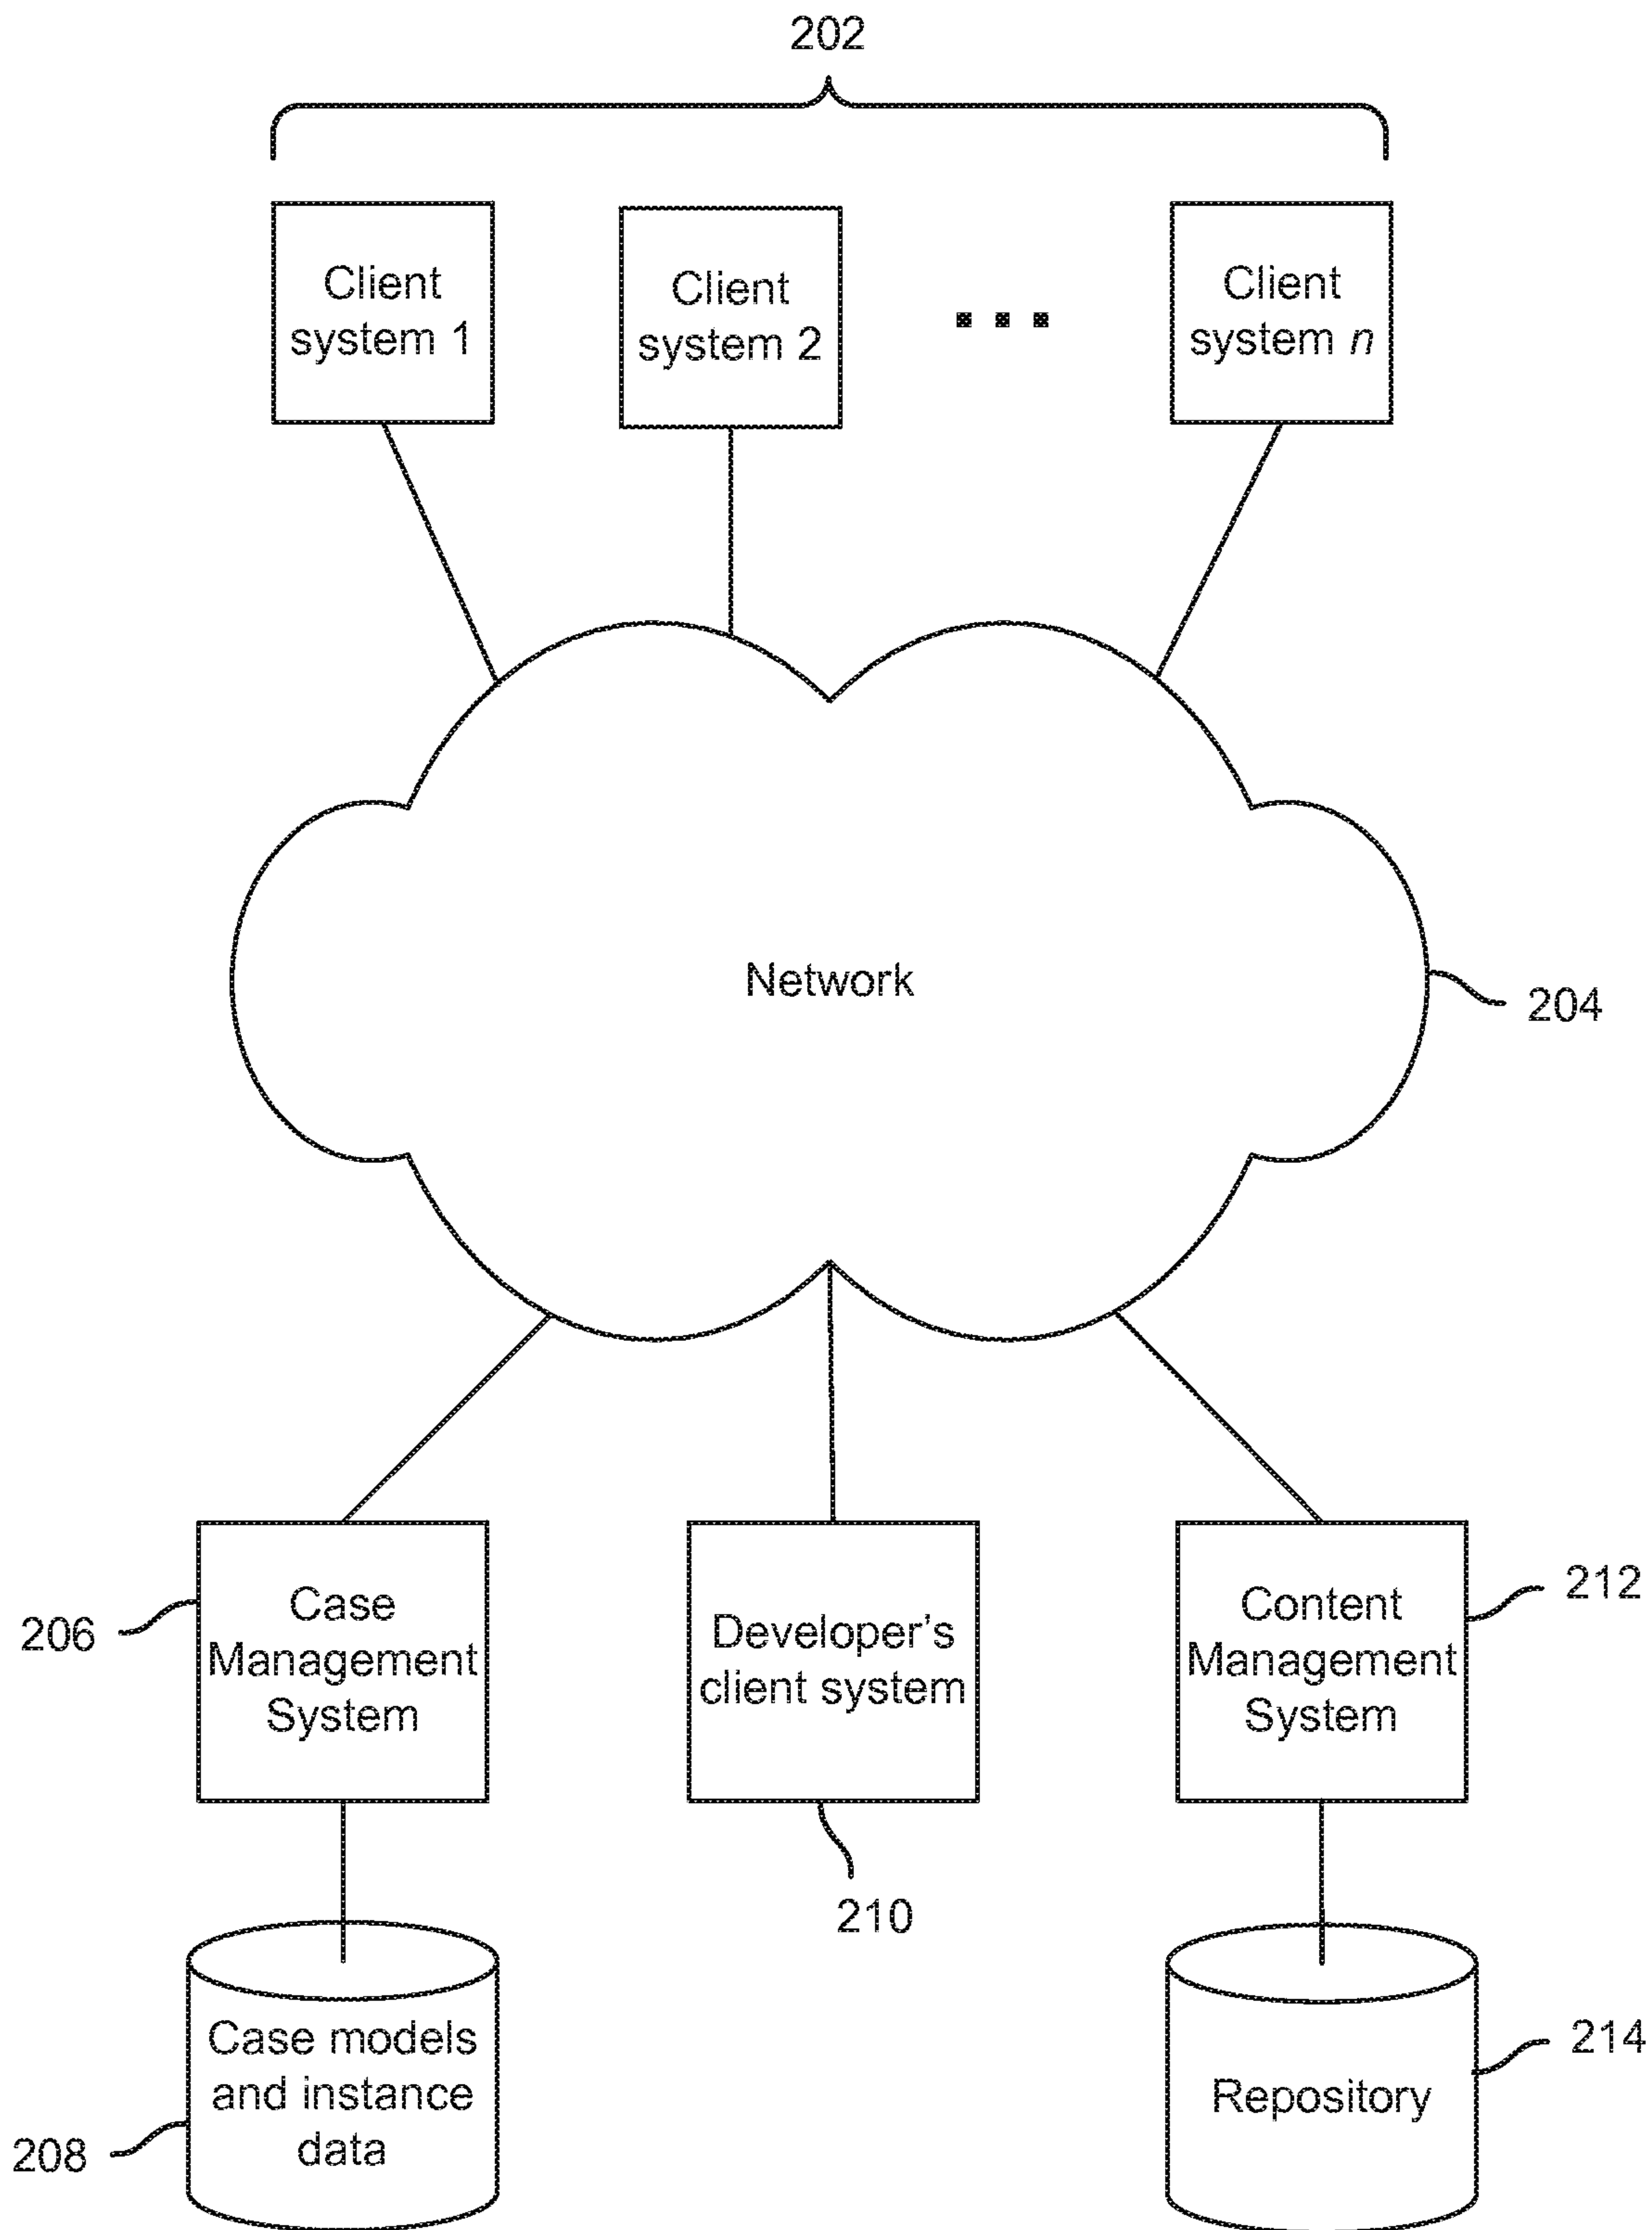 202
Client
system 1
Client
system 2
Client
system n
Network
204
206
Case
Management
System
Developer's
client system
Content
Management
System
212
210
Case models
and instance
data
208
Repository
214